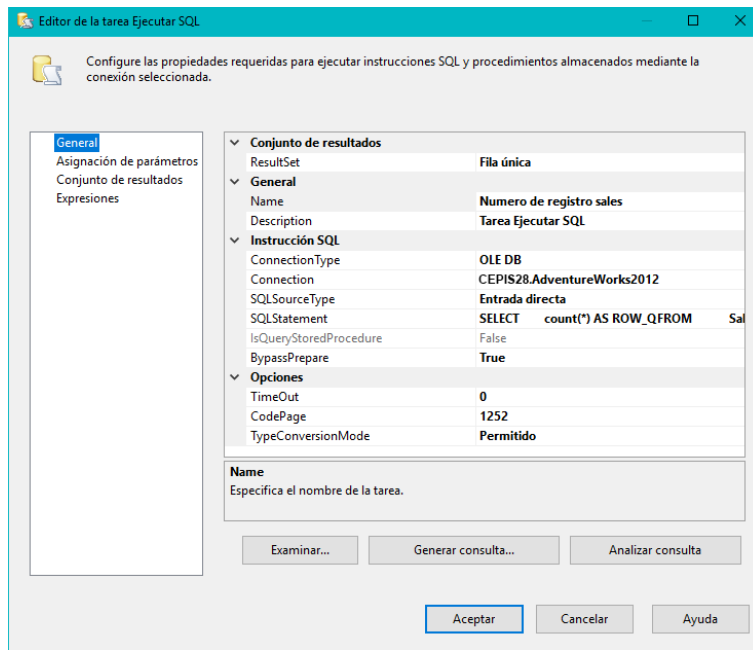 Editor de la tarea Ejecutar SQL
Configure las propiedades requeridas para ejecutar instrucciones SQL y procedimientos almacenados mediante la
conexión seleccionada.
General
Asignación de parámetros
Conjunto de resultados
Expresiones
Conjunto de resultados
ResultSet Fila única
General
Name Numero de registro sales
Description Tarea Ejecutar SQL
Instrucción SQL
ConnectionType OLE DB
Connection CEPIS28.AdventureWorks2012
SQLSourceType Entrada directa
SQLStatement SELECT count(*) AS ROW_QFROM Sal
IsQueryStoredProcedure False
BypassPrepare True
Opciones
TimeOut 0
CodePage 1252
TypeConversionMode Permitido
Name
Especifica el nombre de la tarea.
Examinar... Generar consulta... Analizar consulta
Aceptar Cancelar Ayuda